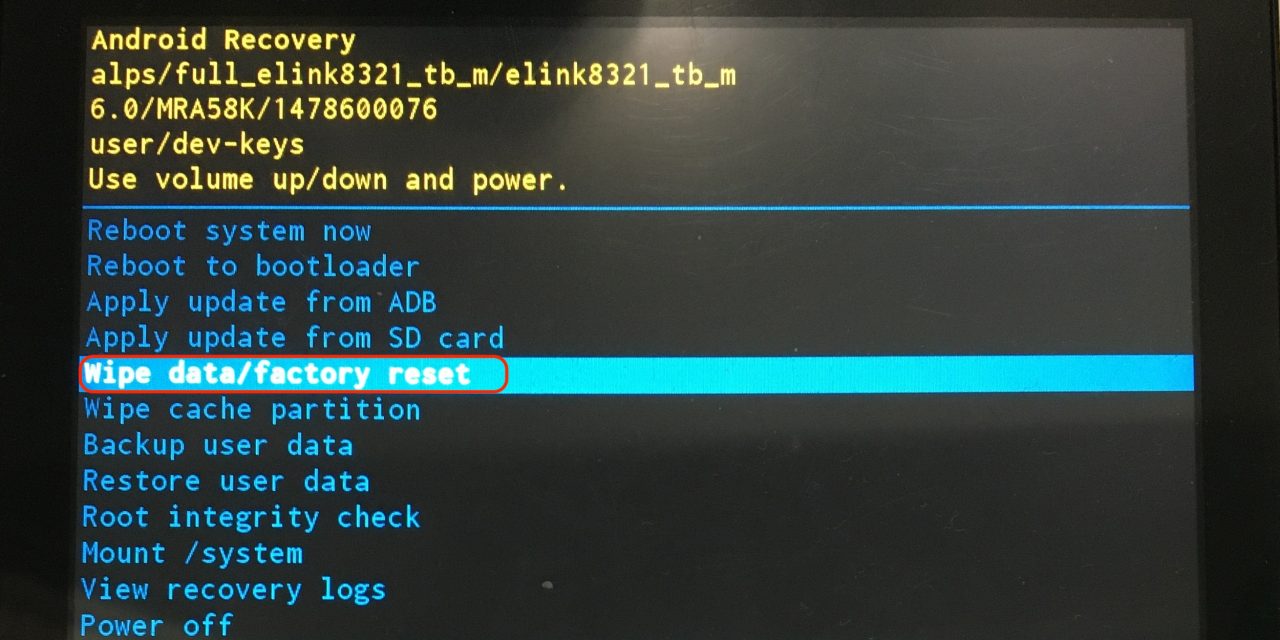 Android Recovery
alps/full_elink8321_tb_m/elink8321_tb_m
6.0/MRA58K/1478600076
user/dev-keys
Use volume up/down and power.
Reboot system now
Reboot to bootloader
Apply update from ADB
Apply update from SD card
Wipe data/factory reset
Wipe cache partition
Backup user data
Restore user data
Root integrity check
Mount /system
View recovery logs
Power off